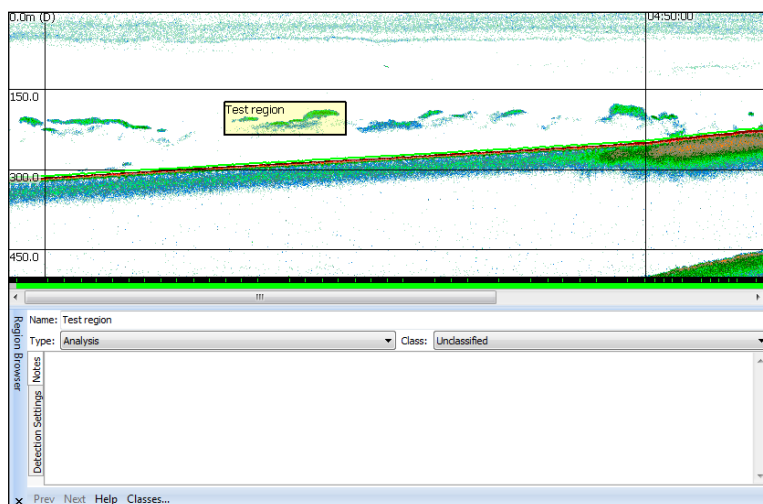 0.0m (D)
04:50:00
150.0
Test region
300.0
450.0
Region Browser
Name: Test region
Type: Analysis Class: Unclassified
Notes
Detection Settings
x Prev Next Help Classes...